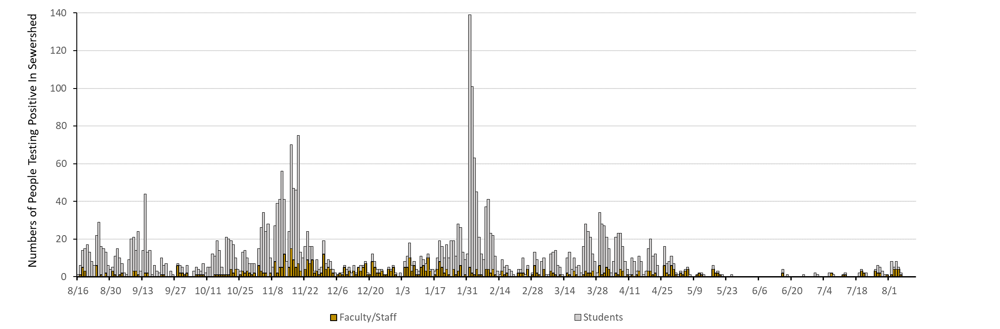 Numbers of People Testing Positive In Sewershed
140
120
100
80
60
40
20
0
8/16 8/30 9/13 9/27 10/11 10/25 11/8 11/22 12/6 12/20 1/3 1/17 1/31 2/14 2/28 3/14 3/28 4/11 4/25 5/9 5/23 6/6 6/20 7/4 7/18 8/1
Faculty/Staff Students